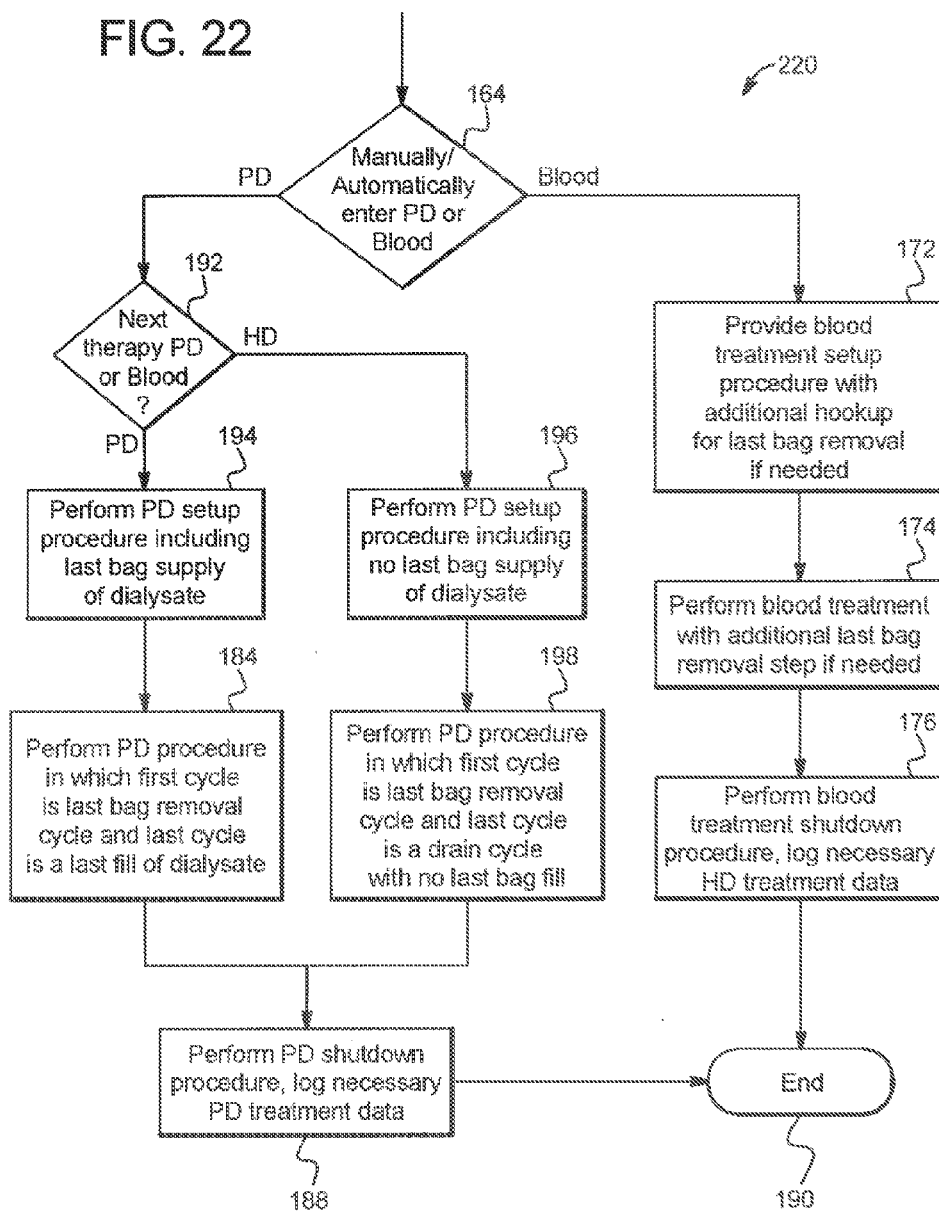 FIG. 22
220
164
Manually/
Automatically
enter PD or
Blood
PD
Blood
192
Next
therapy PD
or Blood
?
HD
PD
172
Provide blood
treatment setup
procedure with
additional hookup
for last bag removal
if needed
194
Perform PD setup
procedure including
last bag supply
of dialysate
196
Perform PD setup
procedure including
no last bag supply
of dialysate
174
Perform blood treatment
with additional last bag
removal step if needed
184
Perform PD procedure
in which first cycle
is last bag removal
cycle and last cycle
is a last fill of dialysate
198
Perform PD procedure
in which first cycle
is last bag removal
cycle and last cycle
is a drain cycle
with no last bag fill
176
Perform blood
treatment shutdown
procedure, log necessary
HD treatment data
Perform PD shutdown
procedure, log necessary
PD treatment data
188
End
190